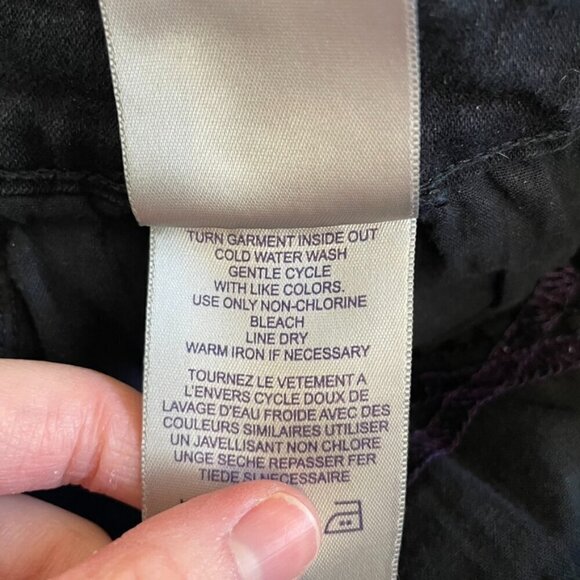 TURN GARMENT INSIDE OUT
COLD WATER WASH
GENTLE CYCLE
WITH LIKE COLORS.
USE ONLY NON-CHLORINE
BLEACH
LINE DRY
WARM IRON IF NECESSARY
TOURNEZ LE VETEMENT À
L'ENVERS CYCLE DOUX DE
LAVAGE D'EAU FROIDE AVEC DES
COULEURS SIMILAIRES UTILISER
UN JAVELLISANT NON CHLORE
UNGE SECHE REPASSER FER
TIEDE SI NECESSAIRE